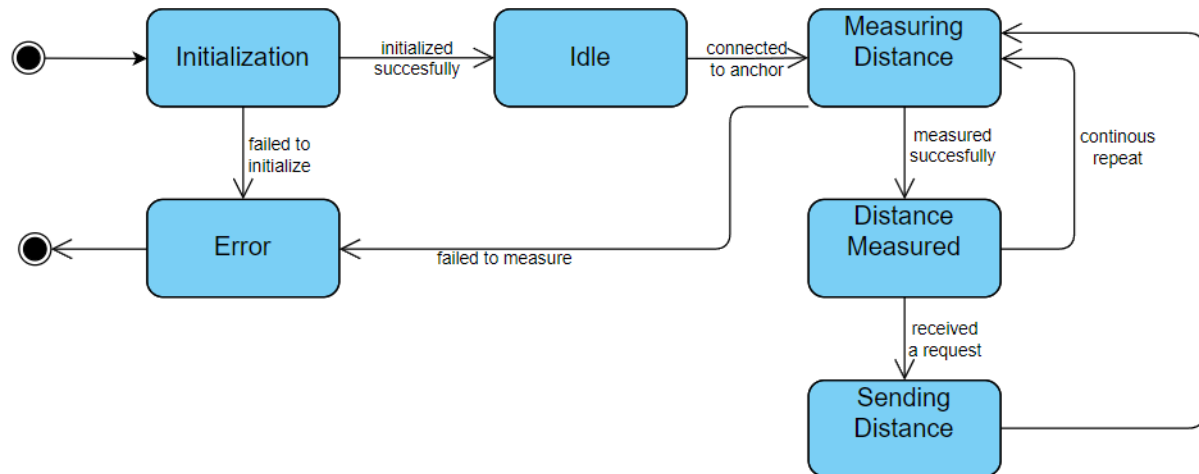 Initialization
initialized
succesfully
Idle
connected
to anchor
Measuring
Distance
failed to
initialize
measured
succesfully
continous
repeat
Error
failed to measure
Distance
Measured
received
a request
Sending
Distance